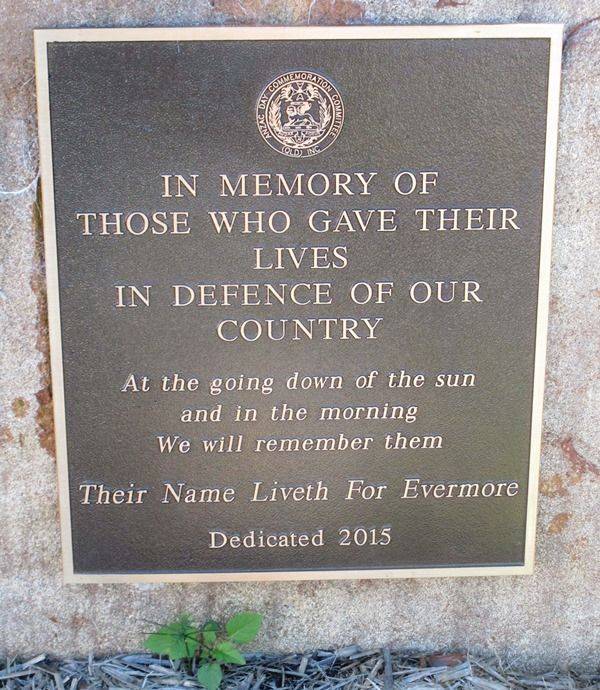 ANZAC DAY COMMEMORATION COMMITTEE
(QLD) INC
IN MEMORY OF
THOSE WHO GAVE THEIR
LIVES
IN DEFENCE OF OUR
COUNTRY
At the going down of the sun
and in the morning
We will remember them
Their Name Liveth For Evermore
Dedicated 2015